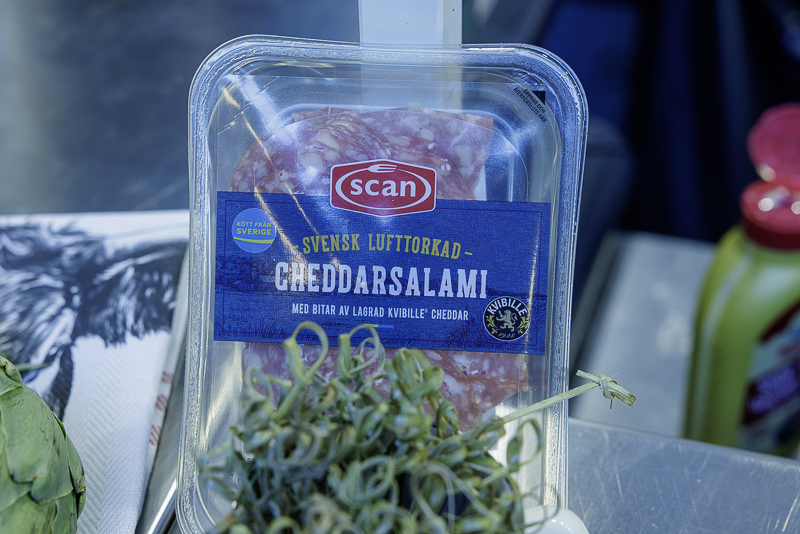 scan
KÖTT FRÅN
SVERIGE
SVENSK LUFTTORKAD
CHEDDARSALAMI
MED BITAR AV LAGRAD KVIBILLE® CHEDDAR
KVIBILLE